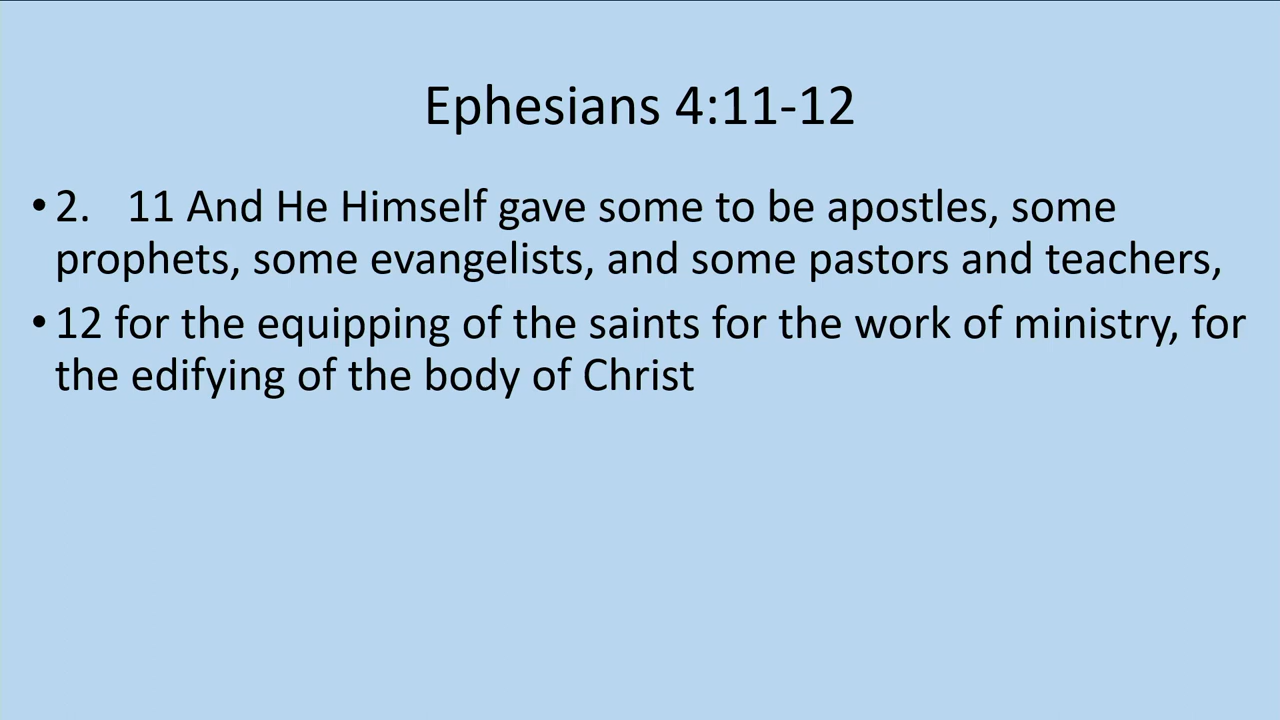 Ephesians 4:11-12
• 2. 11 And He Himself gave some to be apostles, some
prophets, some evangelists, and some pastors and teachers,
• 12 for the equipping of the saints for the work of ministry, for
the edifying of the body of Christ